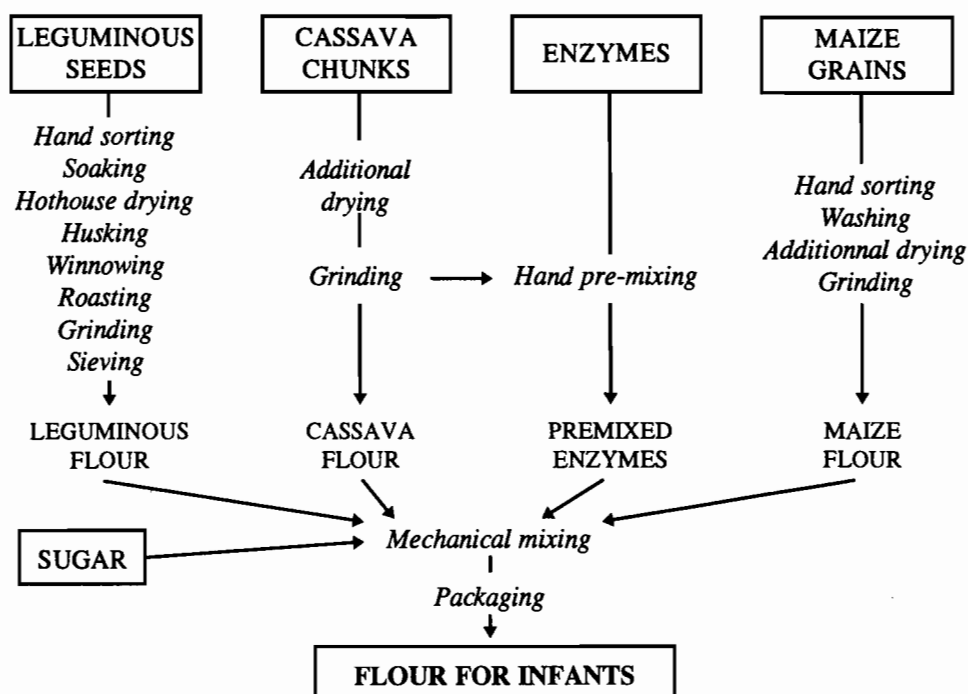 LEGUMINOUS
SEEDS
Hand sorting
Soaking
Hothouse drying
Husking
Winnowing
Roasting
Grinding
Sieving
LEGUMINOUS
FLOUR
CASSAVA
CHUNKS
Additional
drying
Grinding
CASSAVA
FLOUR
ENZYMES
Hand pre-mixing
PREMIXED
ENZYMES
MAIZE
GRAINS
Hand sorting
Washing
Additionnal drying
Grinding
MAIZE
FLOUR
SUGAR
Mechanical mixing
Packaging
FLOUR FOR INFANTS